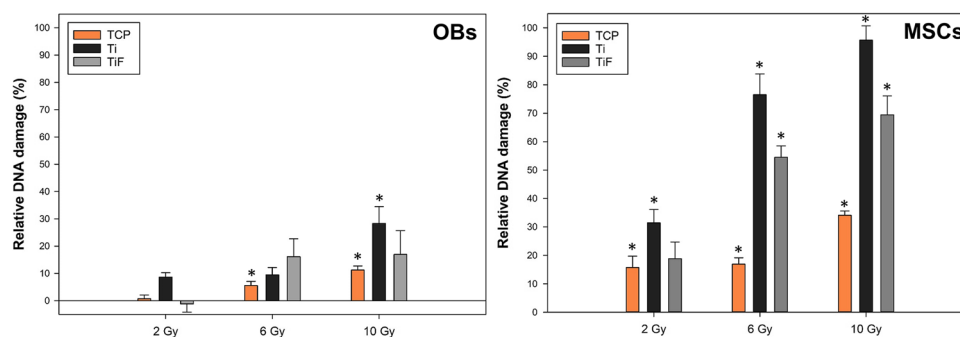 OBs
TCP
Ti
TiF
Relative DNA damage (%)
100
90
80
70
60
50
40
30
20
10
0
* * *
2 Gy 6 Gy 10 Gy
MSCs
TCP
Ti
TiF
Relative DNA damage (%)
100
90
80
70
60
50
40
30
20
10
0
* * * * * * * *
2 Gy 6 Gy 10 Gy